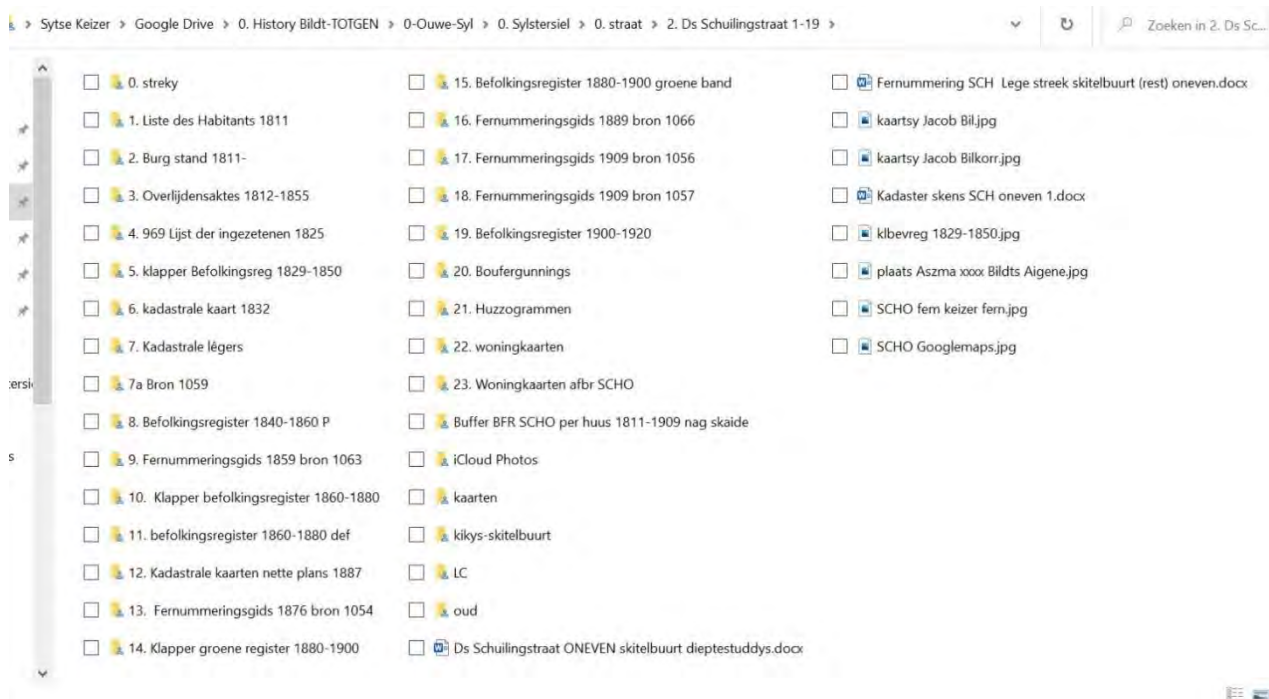 > Sytse Keizer > Google Drive > 0. History Bildt-TOTGEN > 0-Ouwe-Syl > 0. Sylstersiel > 0. straat > 2. Ds Schuilingstraat 1-19 >
Zoeken in 2. Ds Sc...
0. streky
1. Liste des Habitants 1811
2. Burg stand 1811-
3. Overlijdensaktes 1812-1855
4. 969 Lijst der ingezetenen 1825
5. klapper Befolkingsreg 1829-1850
6. kadastrale kaart 1832
7. Kadastrale légers
7a Bron 1059
8. Befolkingsregister 1840-1860 P
9. Fernummeringsgids 1859 bron 1063
10. Klapper befolkingsregister 1860-1880
11. befolkingsregister 1860-1880 def
12. Kadastrale kaarten nette plans 1887
13. Fernummeringsgids 1876 bron 1054
14. Klapper groene register 1880-1900
15. Befolkingsregister 1880-1900 groene band
16. Fernummeringsgids 1889 bron 1066
17. Fernummeringsgids 1909 bron 1056
18. Fernummeringsgids 1909 bron 1057
19. Befolkingsregister 1900-1920
20. Boufergunnings
21. Huzzogrammen
22. woningkaarten
23. Woningkaarten afbr SCHO
Buffer BFR SCHO per huus 1811-1909 nag skaide
iCloud Photos
kaarten
kikys-skitelbuurt
LC
oud
Ds Schuilingstraat ONEVEN skitelbuurt dieptestuddys.docx
Fernummering SCH Lege streek skitelbuurt (rest) oneven.docx
kaartsy Jacob Bil.jpg
kaartsy Jacob Bilkorr.jpg
Kadaster skens SCH oneven 1.docx
klbevreg 1829-1850.jpg
plaats Aszma xxxx Bildts Aigene.jpg
SCHO fern keizer fern.jpg
SCHO Googlemaps.jpg